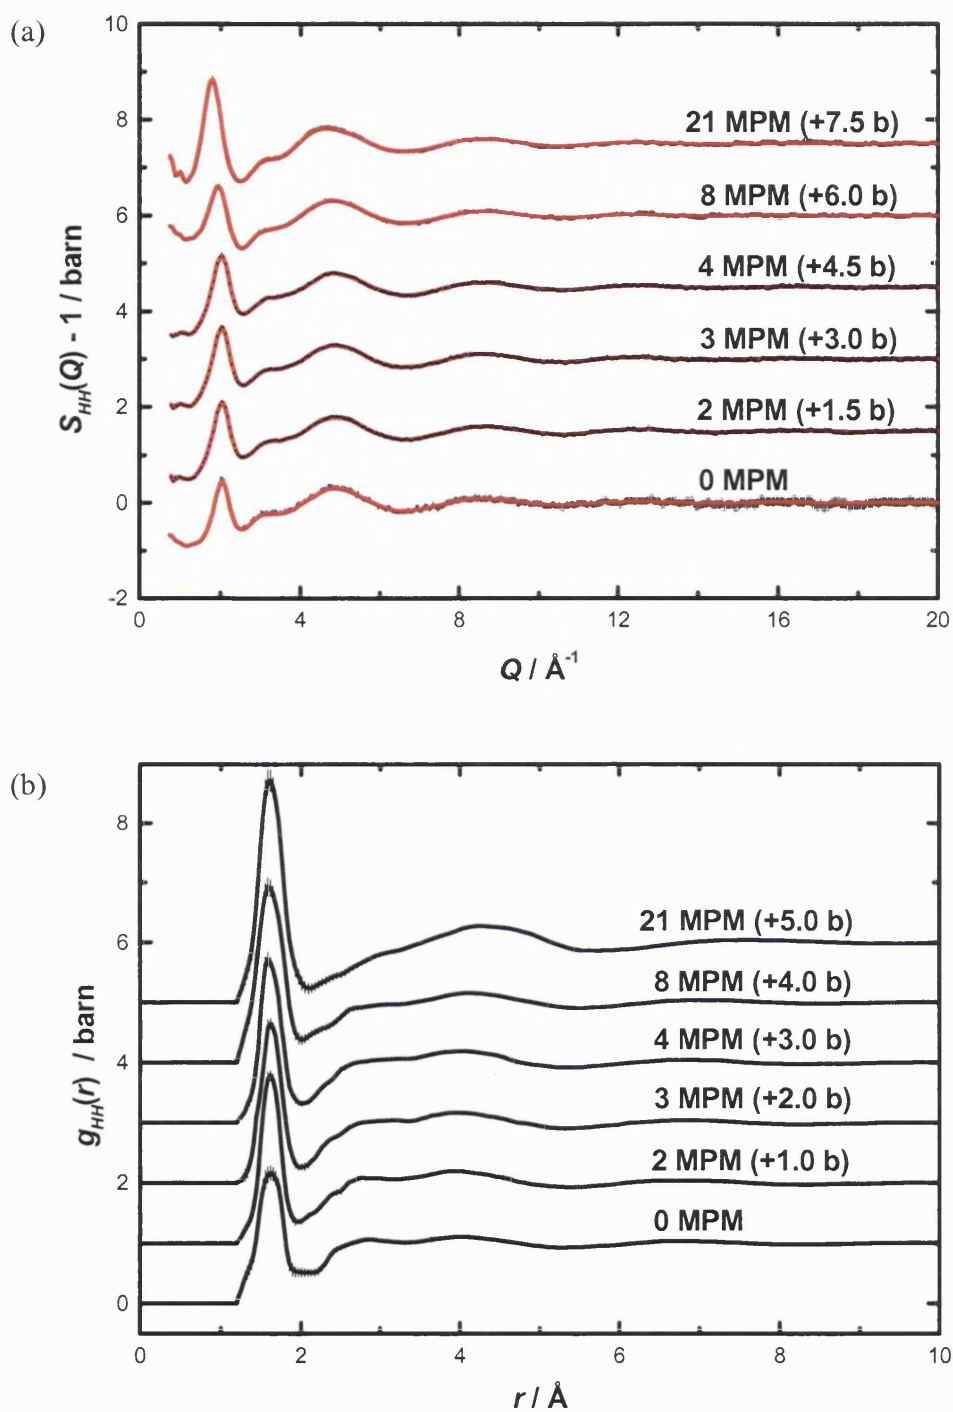 (a)
10
8
6
4
2
0
-2
S_HH(Q) - 1 / barn
21 MPM (+7.5 b)
8 MPM (+6.0 b)
4 MPM (+4.5 b)
3 MPM (+3.0 b)
2 MPM (+1.5 b)
0 MPM
0 4 8 12 16 20
Q / Å⁻¹
(b)
8
6
4
2
0
g_HH(r) / barn
21 MPM (+5.0 b)
8 MPM (+4.0 b)
4 MPM (+3.0 b)
3 MPM (+2.0 b)
2 MPM (+1.0 b)
0 MPM
0 2 4 6 8 10
r / Å